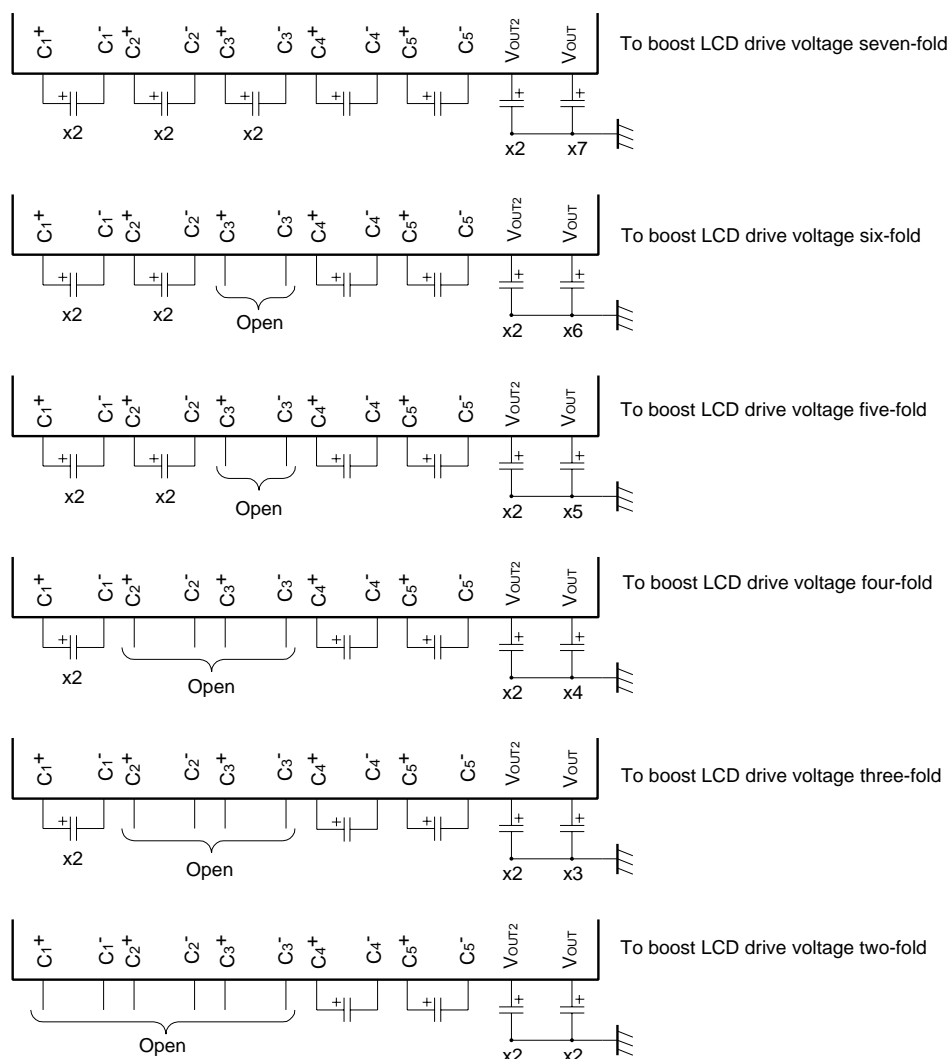 C1+ C1- C2+ C2- C3+ C3- C4+ C4- C5+ C5- VOUT2 VOUT
To boost LCD drive voltage seven-fold
+ + + + + + +
x2 x2 x2 x2 x7
C1+ C1- C2+ C2- C3+ C3- C4+ C4- C5+ C5- VOUT2 VOUT
To boost LCD drive voltage six-fold
+ + + + + +
x2 x2 Open x2 x6
C1+ C1- C2+ C2- C3+ C3- C4+ C4- C5+ C5- VOUT2 VOUT
To boost LCD drive voltage five-fold
+ + + + + +
x2 x2 Open x2 x5
C1+ C1- C2+ C2- C3+ C3- C4+ C4- C5+ C5- VOUT2 VOUT
To boost LCD drive voltage four-fold
+ + + + +
x2 Open x2 x4
C1+ C1- C2+ C2- C3+ C3- C4+ C4- C5+ C5- VOUT2 VOUT
To boost LCD drive voltage three-fold
+ + + + +
x2 Open x2 x3
C1+ C1- C2+ C2- C3+ C3- C4+ C4- C5+ C5- VOUT2 VOUT
To boost LCD drive voltage two-fold
+ + + +
Open x2 x2